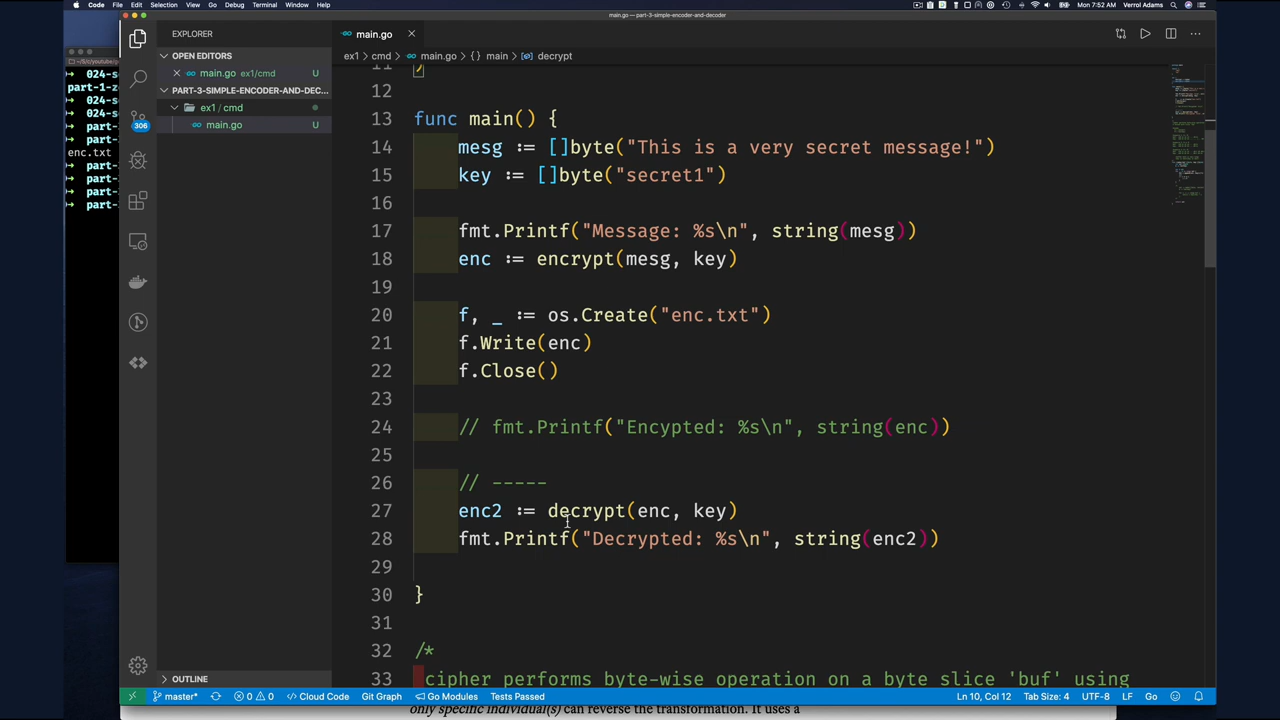 Code File Edit Selection View Go Debug Terminal Window Help
Mon 7:52 AM Verrol Adams
main.go — part-3-simple-encoder-and-decoder
EXPLORER
OPEN EDITORS
main.go ex1/cmd U
PART-3-SIMPLE-ENCODER-AND-DEC...
ex1 / cmd
main.go U
306
OUTLINE
024-s
part-1-z
024-s
024-s
part-
part-
enc.txt
part-
part-
part-
main.go
ex1 > cmd > main.go > {} main > decrypt
11 )
12
13 func main() {
14 mesg := []byte("This is a very secret message!")
15 key := []byte("secret1")
16
17 fmt.Printf("Message: %s\n", string(mesg))
18 enc := encrypt(mesg, key)
19
20 f, _ := os.Create("enc.txt")
21 f.Write(enc)
22 f.Close()
23
24 // fmt.Printf("Encypted: %s\n", string(enc))
25
26 // -----
27 enc2 := decrypt(enc, key)
28 fmt.Printf("Decrypted: %s\n", string(enc2))
29
30 }
31
32 /*
33 cipher performs byte-wise operation on a byte slice 'buf' using
master* 0 0 Cloud Code Git Graph Go Modules Tests Passed Ln 10, Col 12 Tab Size: 4 UTF-8 LF Go
only specific individual(s) can reverse the transformation. It uses a